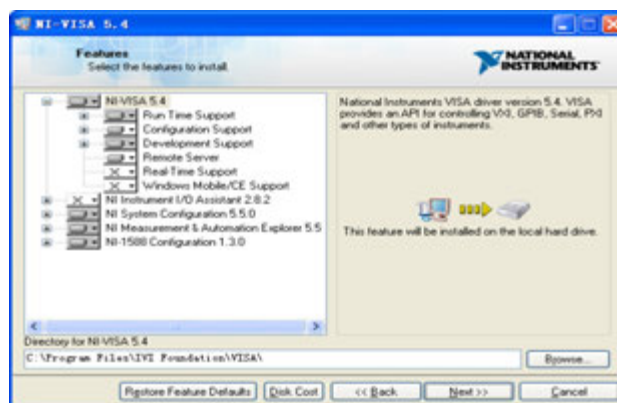 NI-VISA 5.4
Features
Select the features to install.
NATIONAL INSTRUMENTS
NI-VISA 5.4
Run Time Support
Configuration Support
Development Support
Remote Server
Real-Time Support
Windows Mobile/CE Support
NI Instrument I/O Assistant 2.8.2
NI System Configuration 5.5.0
NI Measurement & Automation Explorer 5.5
NI-1588 Configuration 1.3.0
National Instruments VISA driver version 5.4. VISA
provides an API for controlling VXI, GPIB, Serial, PXI
and other types of instruments.
This feature will be installed on the local hard drive.
Directory for NI-VISA 5.4
C:\Program Files\IVI Foundation\VISA\
Browse...
Restore Feature Defaults
Disk Cost
<< Back
Next >>
Cancel